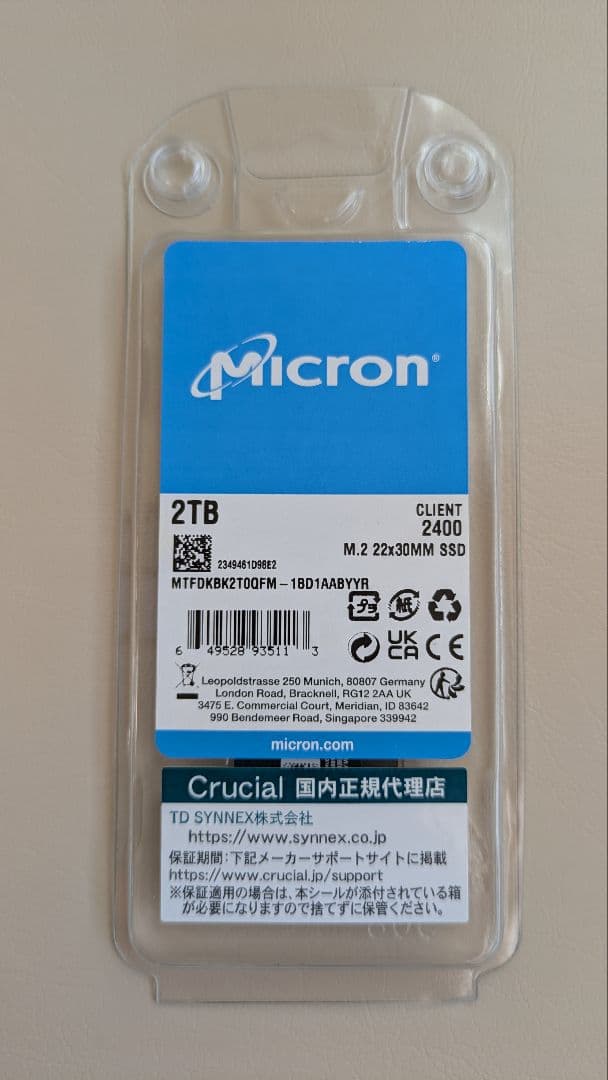 Micron®
2TB
CLIENT
2400
M.2 22x30MM SSD
2349461D96E2
MTFDKBK2T0QFM-1BD1AABYYR
プラ
紙
2
UK
CA
CE
6 49528 93511 3
Leopoldstrasse 250 Munich, 80807 Germany
London Road, Bracknell, RG12 2AA UK
3475 E. Commercial Court, Meridian, ID 83642
990 Bendemeer Road, Singapore 339942
micron.com
Crucial 国内正規代理店
TD SYNNEX株式会社
https://www.synnex.co.jp
保証期間:下記メーカーサポートサイトに掲載
https://www.crucial.jp/support
※保証適用の場合は、本シールが添付されている箱
が必要になりますので捨てずに保管ください。